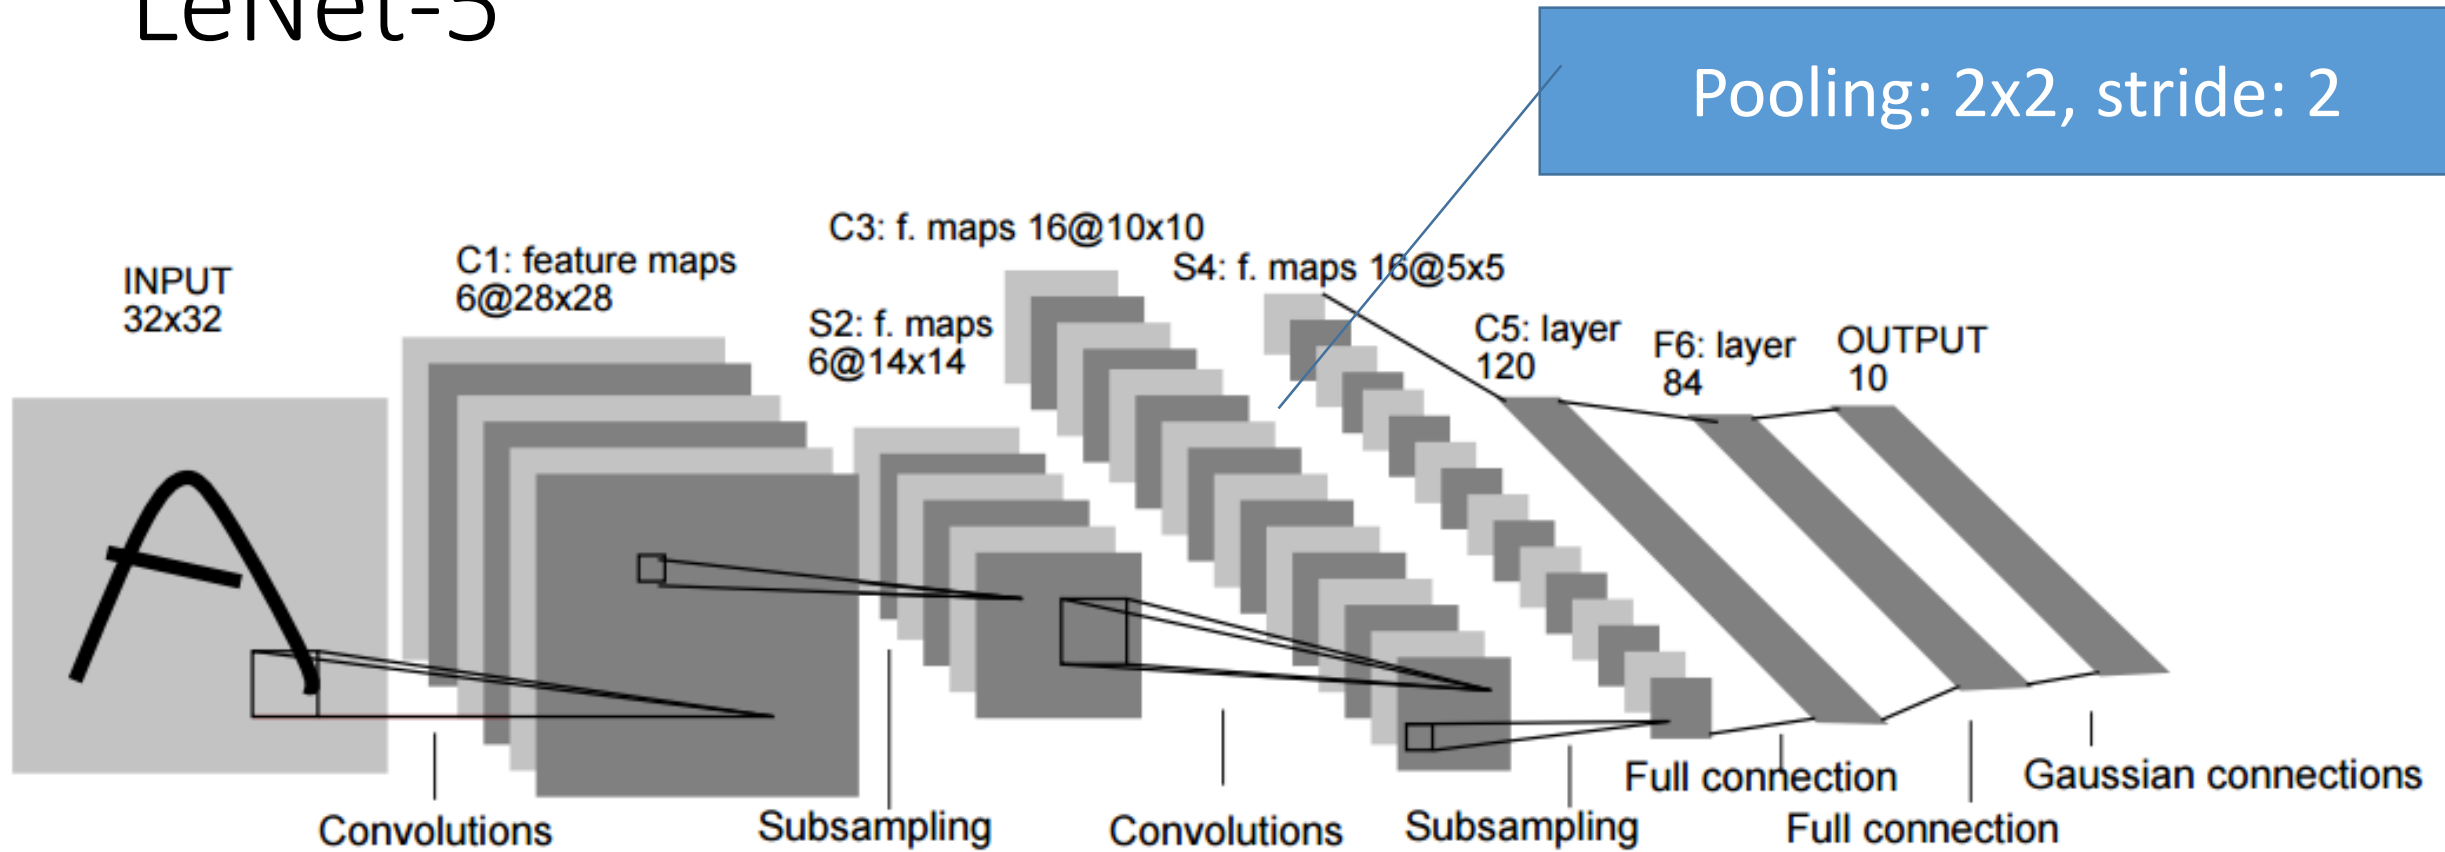 LeNet-5
Pooling: 2x2, stride: 2
INPUT
32x32
C1: feature maps
6@28x28
S2: f. maps
6@14x14
C3: f. maps 16@10x10
S4: f. maps 16@5x5
C5: layer
120
F6: layer
84
OUTPUT
10
Convolutions
Subsampling
Convolutions
Subsampling
Full connection
Full connection
Gaussian connections